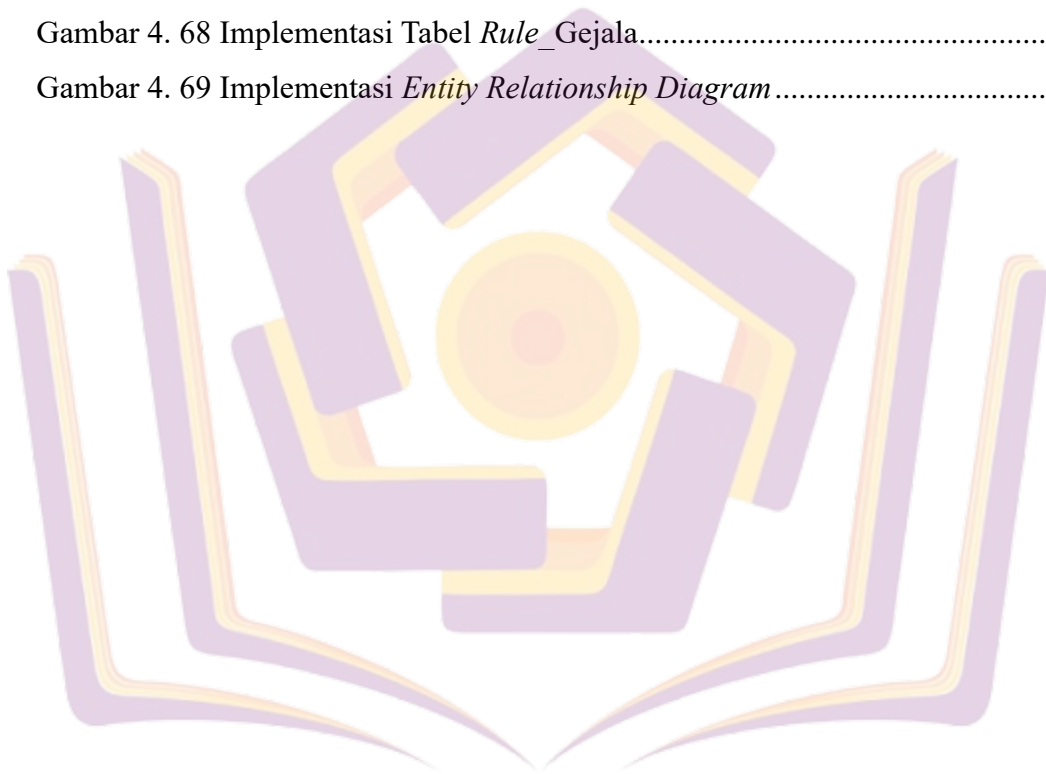 Gambar 4. 68 Implementasi Tabel Rule_Gejala.......................................................
Gambar 4. 69 Implementasi Entity Relationship Diagram..................................